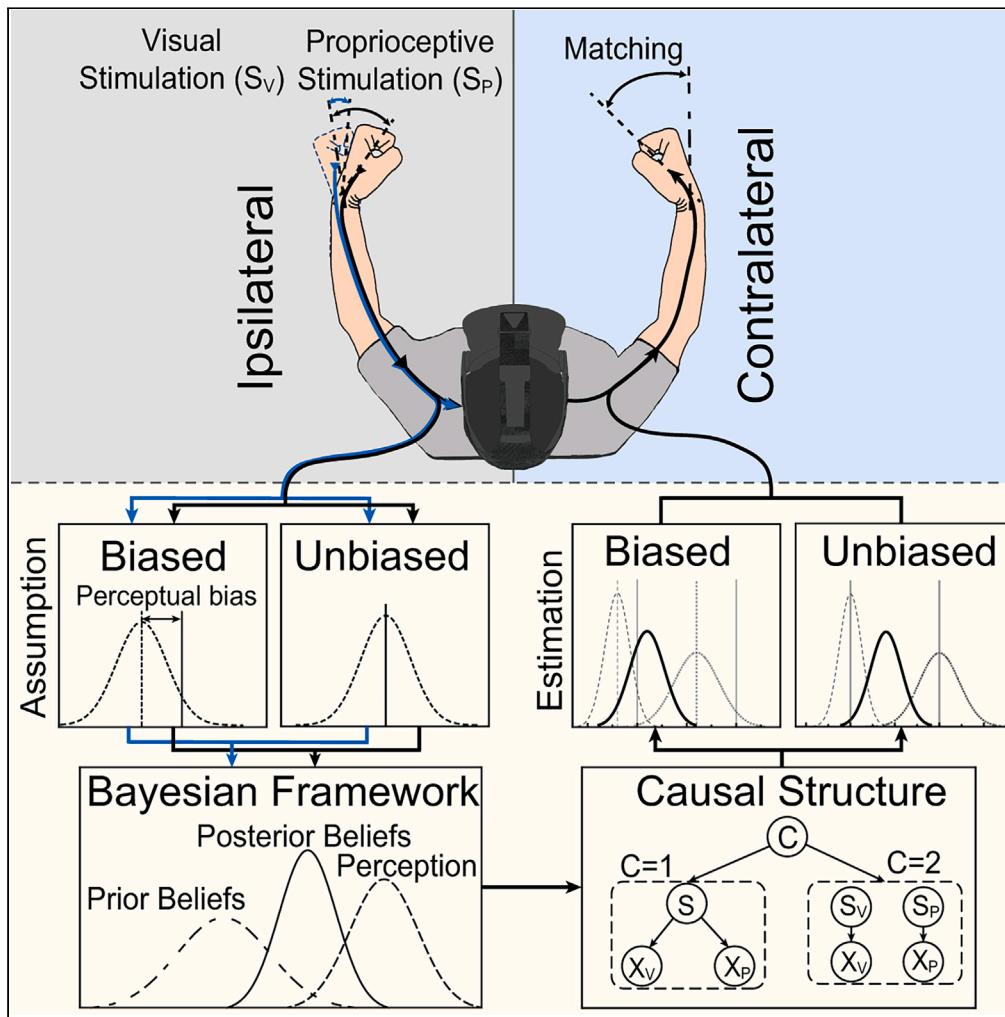 Visual
Stimulation (SV)
Proprioceptive
Stimulation (SP)
Matching
Ipsilateral
Contralateral
Assumption
Biased
Perceptual bias
Unbiased
Estimation
Biased
Unbiased
Bayesian Framework
Posterior Beliefs
Perception
Prior Beliefs
Causal Structure
C
C=1
C=2
S
SV
SP
XV
XP
XV
XP